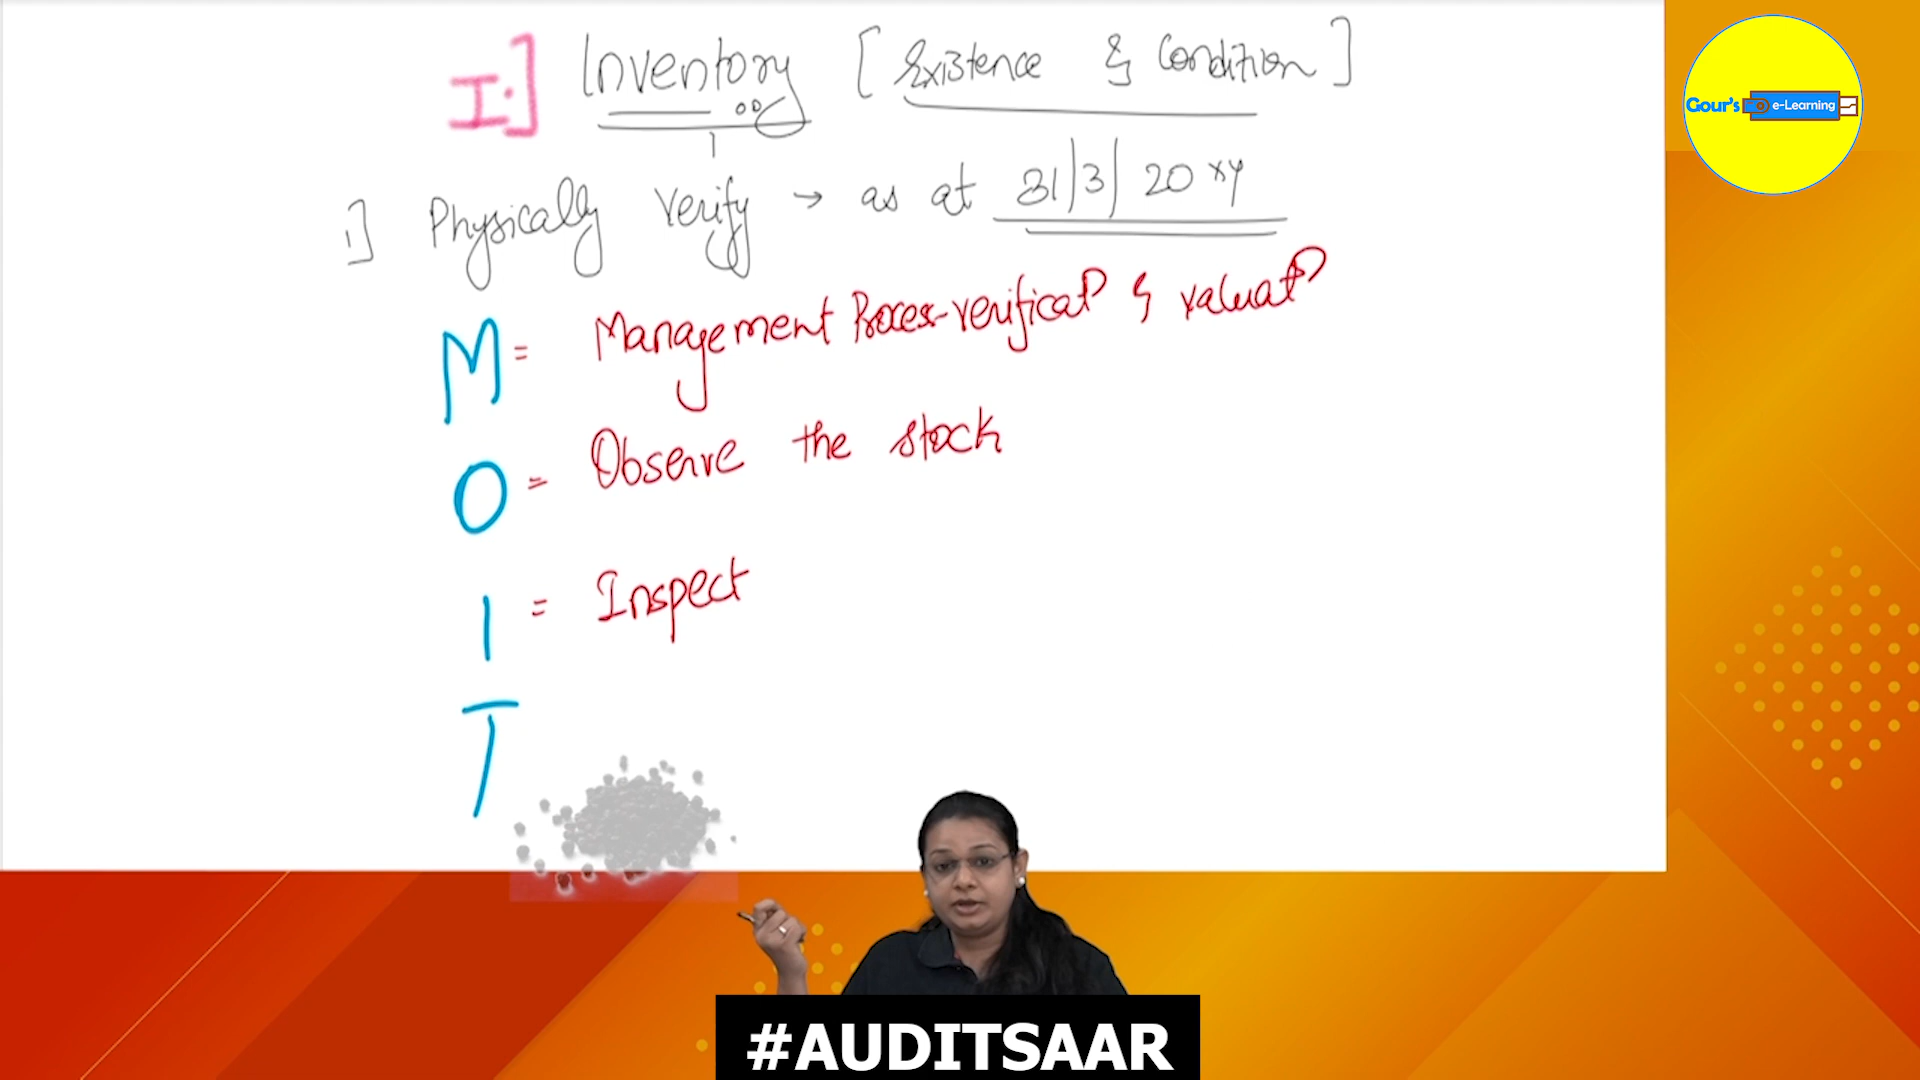 I.] Inventory [ Existence & Condition ]
1] Physically verify → as at 31/3/20xy
M = Management Process-verificatⁿ & valuatⁿ
O = Observe the stock
I = Inspect
T
Gour's e-Learning
#AUDITSAAR